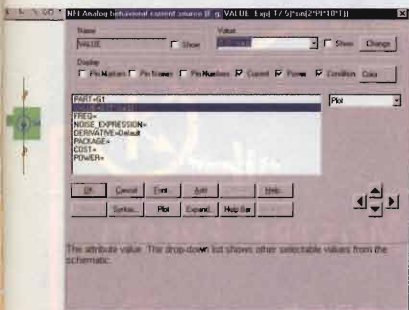 NFI Analog behavioral current source (F g. VALUE Exp(-T/.5)*sin(2*PI*10*T))
Name
Value
VALUE
Show
Show
Change
Display
Pin Markers
Pin Names
Pin Numbers
Current
Power
Condition
Color
PART=G1
FREQ=
NOISE_EXPRESSION=
DERIVATIVE=Default
PACKAGE=
COST=
POWER=
Plot
OK
Cancel
Font...
Add
Help...
Syntax...
Plot
Expand...
Help Bar
The attribute value. The drop-down list shows other selectable values from the
schematic.